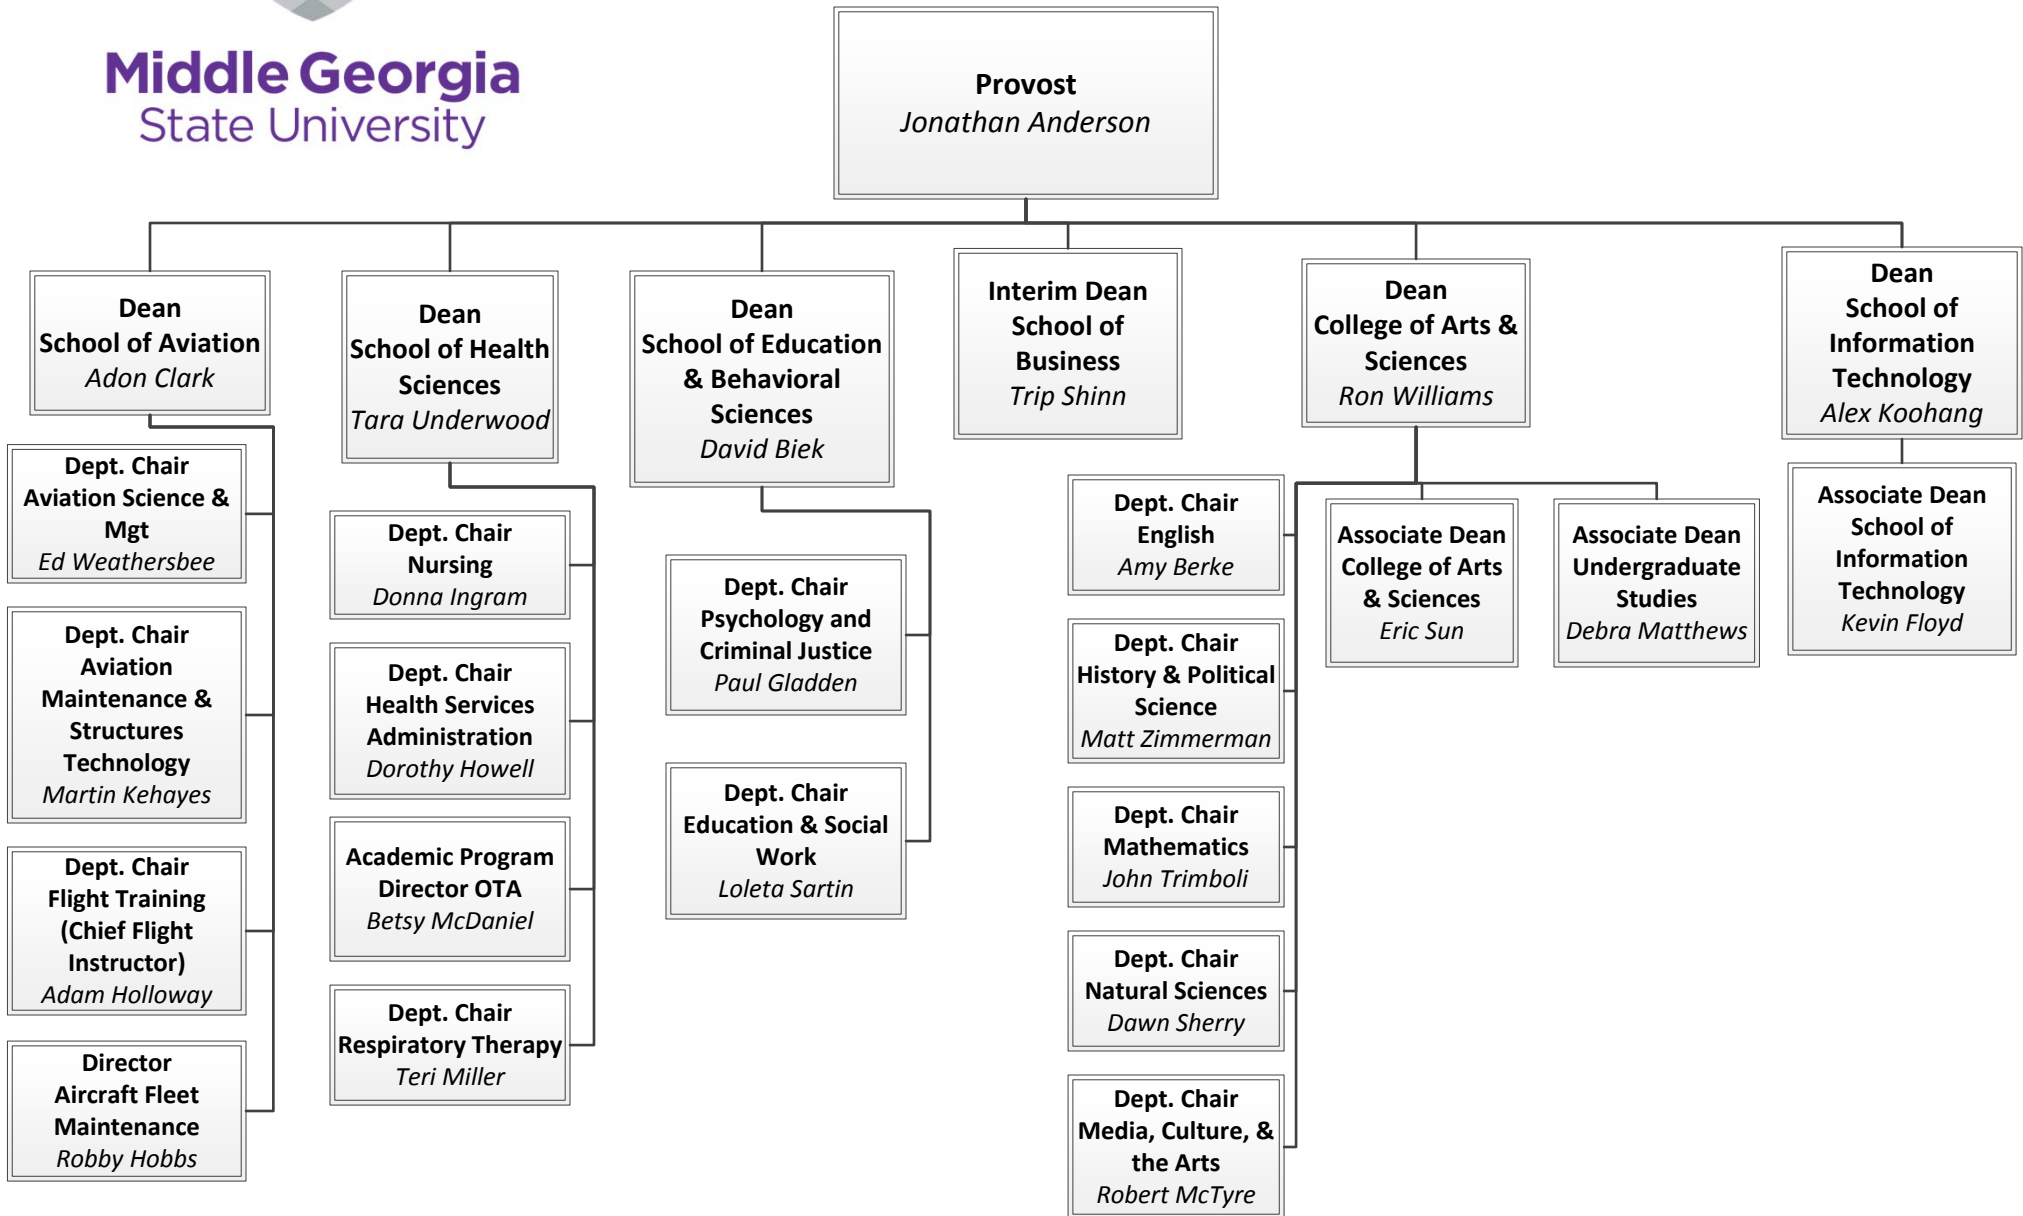 Middle Georgia
State University
Provost
Jonathan Anderson
Dean
School of Aviation
Adon Clark
Dept. Chair
Aviation Science &
Mgt
Ed Weathersbee
Dept. Chair
Aviation
Maintenance &
Structures
Technology
Martin Kehayes
Dept. Chair
Flight Training
(Chief Flight
Instructor)
Adam Holloway
Director
Aircraft Fleet
Maintenance
Robby Hobbs
Dean
School of Health
Sciences
Tara Underwood
Dept. Chair
Nursing
Donna Ingram
Dept. Chair
Health Services
Administration
Dorothy Howell
Academic Program
Director OTA
Betsy McDaniel
Dept. Chair
Respiratory Therapy
Teri Miller
Dean
School of Education
& Behavioral
Sciences
David Biek
Dept. Chair
Psychology and
Criminal Justice
Paul Gladden
Dept. Chair
Education & Social
Work
Loleta Sartin
Interim Dean
School of
Business
Trip Shinn
Dean
College of Arts &
Sciences
Ron Williams
Dept. Chair
English
Amy Berke
Dept. Chair
History & Political
Science
Matt Zimmerman
Dept. Chair
Mathematics
John Trimboli
Dept. Chair
Natural Sciences
Dawn Sherry
Dept. Chair
Media, Culture, &
the Arts
Robert McTyre
Associate Dean
College of Arts
& Sciences
Eric Sun
Associate Dean
Undergraduate
Studies
Debra Matthews
Dean
School of
Information
Technology
Alex Koohang
Associate Dean
School of
Information
Technology
Kevin Floyd